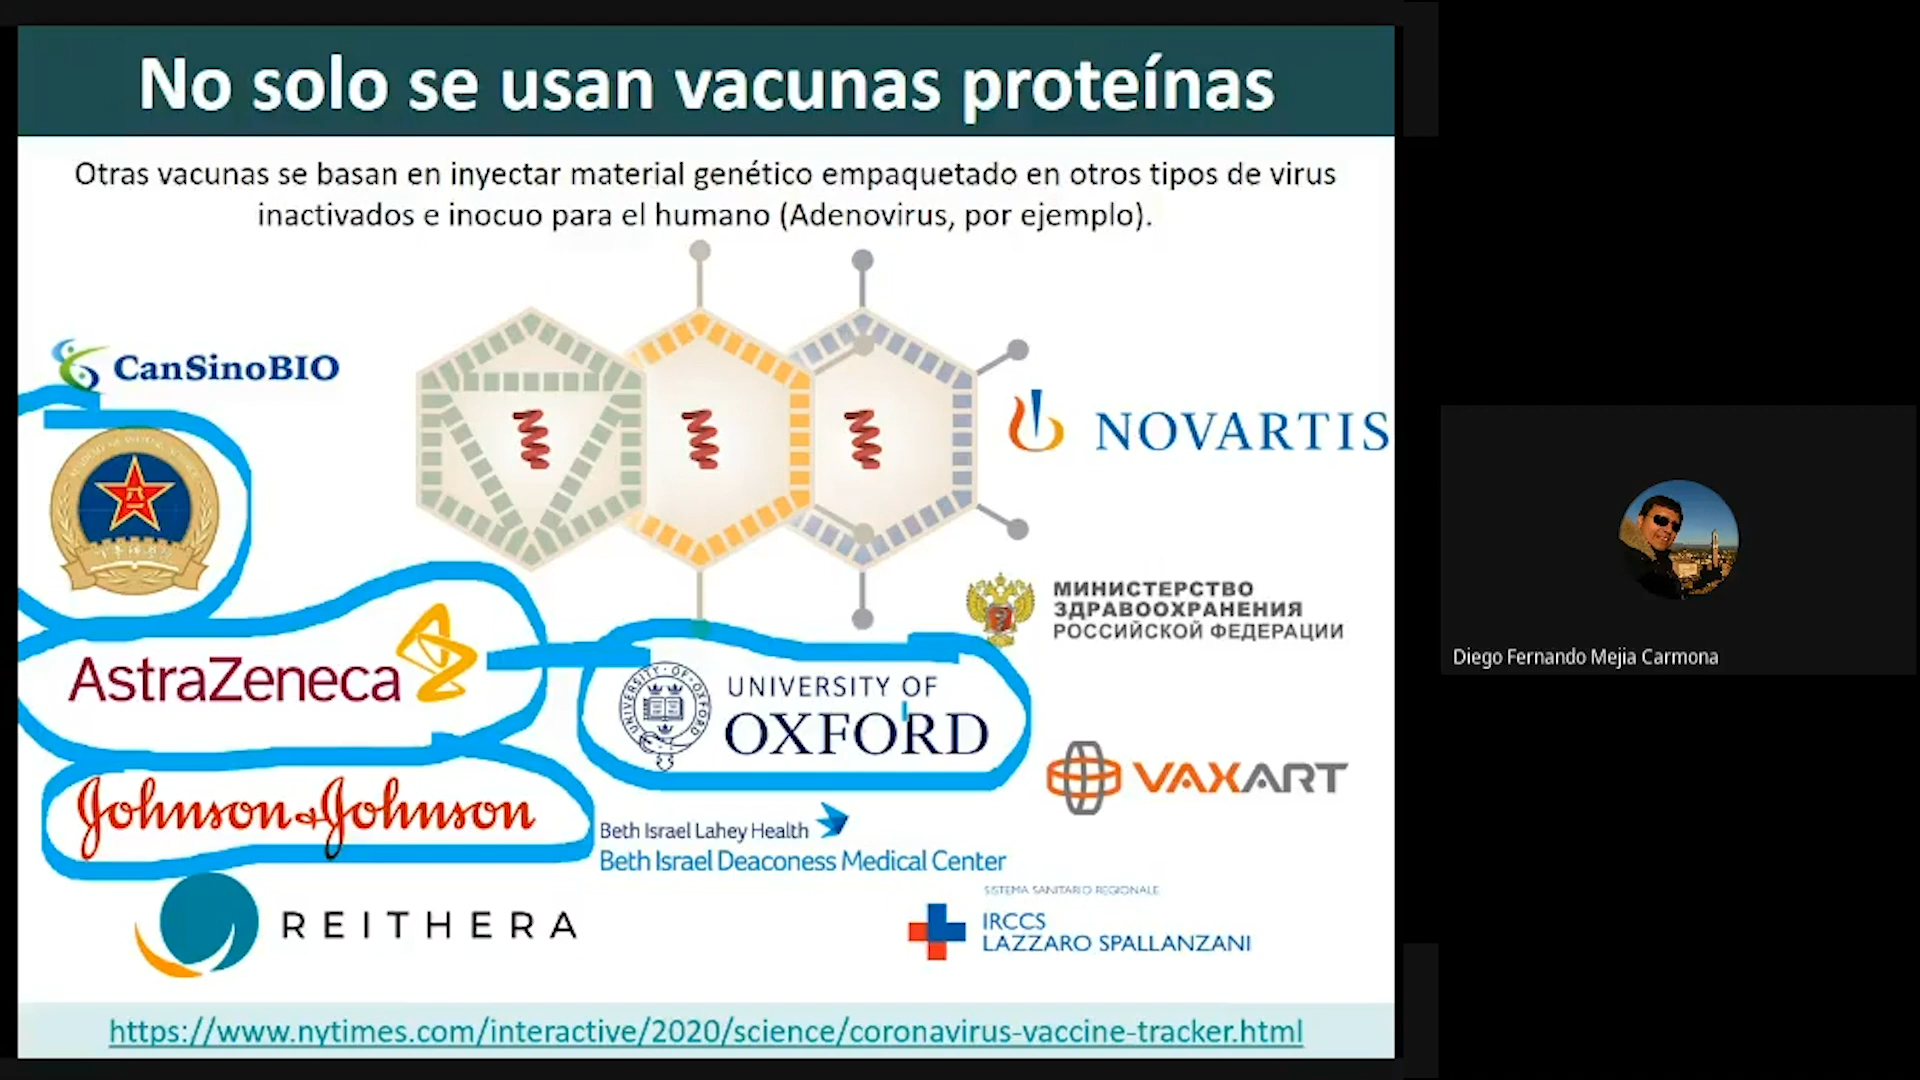 No solo se usan vacunas proteínas
Otras vacunas se basan en inyectar material genético empaquetado en otros tipos de virus
inactivados e inocuo para el humano (Adenovirus, por ejemplo).
CanSinoBIO
NOVARTIS
МИНИСТЕРСТВО
ЗДРАВООХРАНЕНИЯ
РОССИЙСКОЙ ФЕДЕРАЦИИ
AstraZeneca
UNIVERSITY OF OXFORD
UNIVERSITY OF
OXFORD
VAXART
Johnson & Johnson
Beth Israel Lahey Health
Beth Israel Deaconess Medical Center
REITHERA
SISTEMA SANITARIO REGIONALE
IRCCS
LAZZARO SPALLANZANI
https://www.nytimes.com/interactive/2020/science/coronavirus-vaccine-tracker.html
Diego Fernando Mejia Carmona